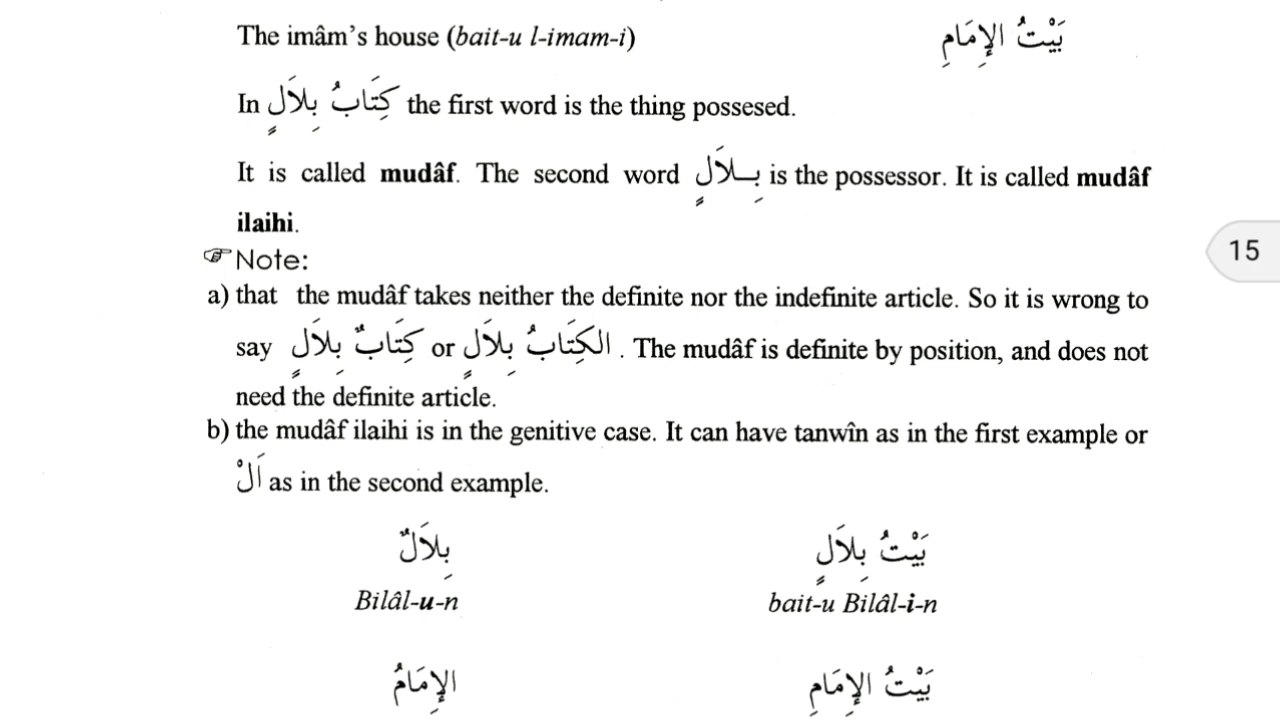 The imâm’s house (bait-u l-imam-i) بَيْتُ الإِمَامِ
In كِتَابُ بِلاَلٍ the first word is the thing possesed.
It is called mudâf. The second word بِـلاَلٍ is the possessor. It is called mudâf
ilaihi.
☞Note:
15
a) that the mudâf takes neither the definite nor the indefinite article. So it is wrong to
say كِتَابٌ بِلاَلٍ or الكِتَابُ بِلاَلٍ . The mudâf is definite by position, and does not
need the definite article.
b) the mudâf ilaihi is in the genitive case. It can have tanwîn as in the first example or
اَلْ as in the second example.
بِلاَلٌ بَيْتُ بِلاَلٍ
Bilâl-u-n bait-u Bilâl-i-n
الإِمَامُ بَيْتُ الإِمَامِ